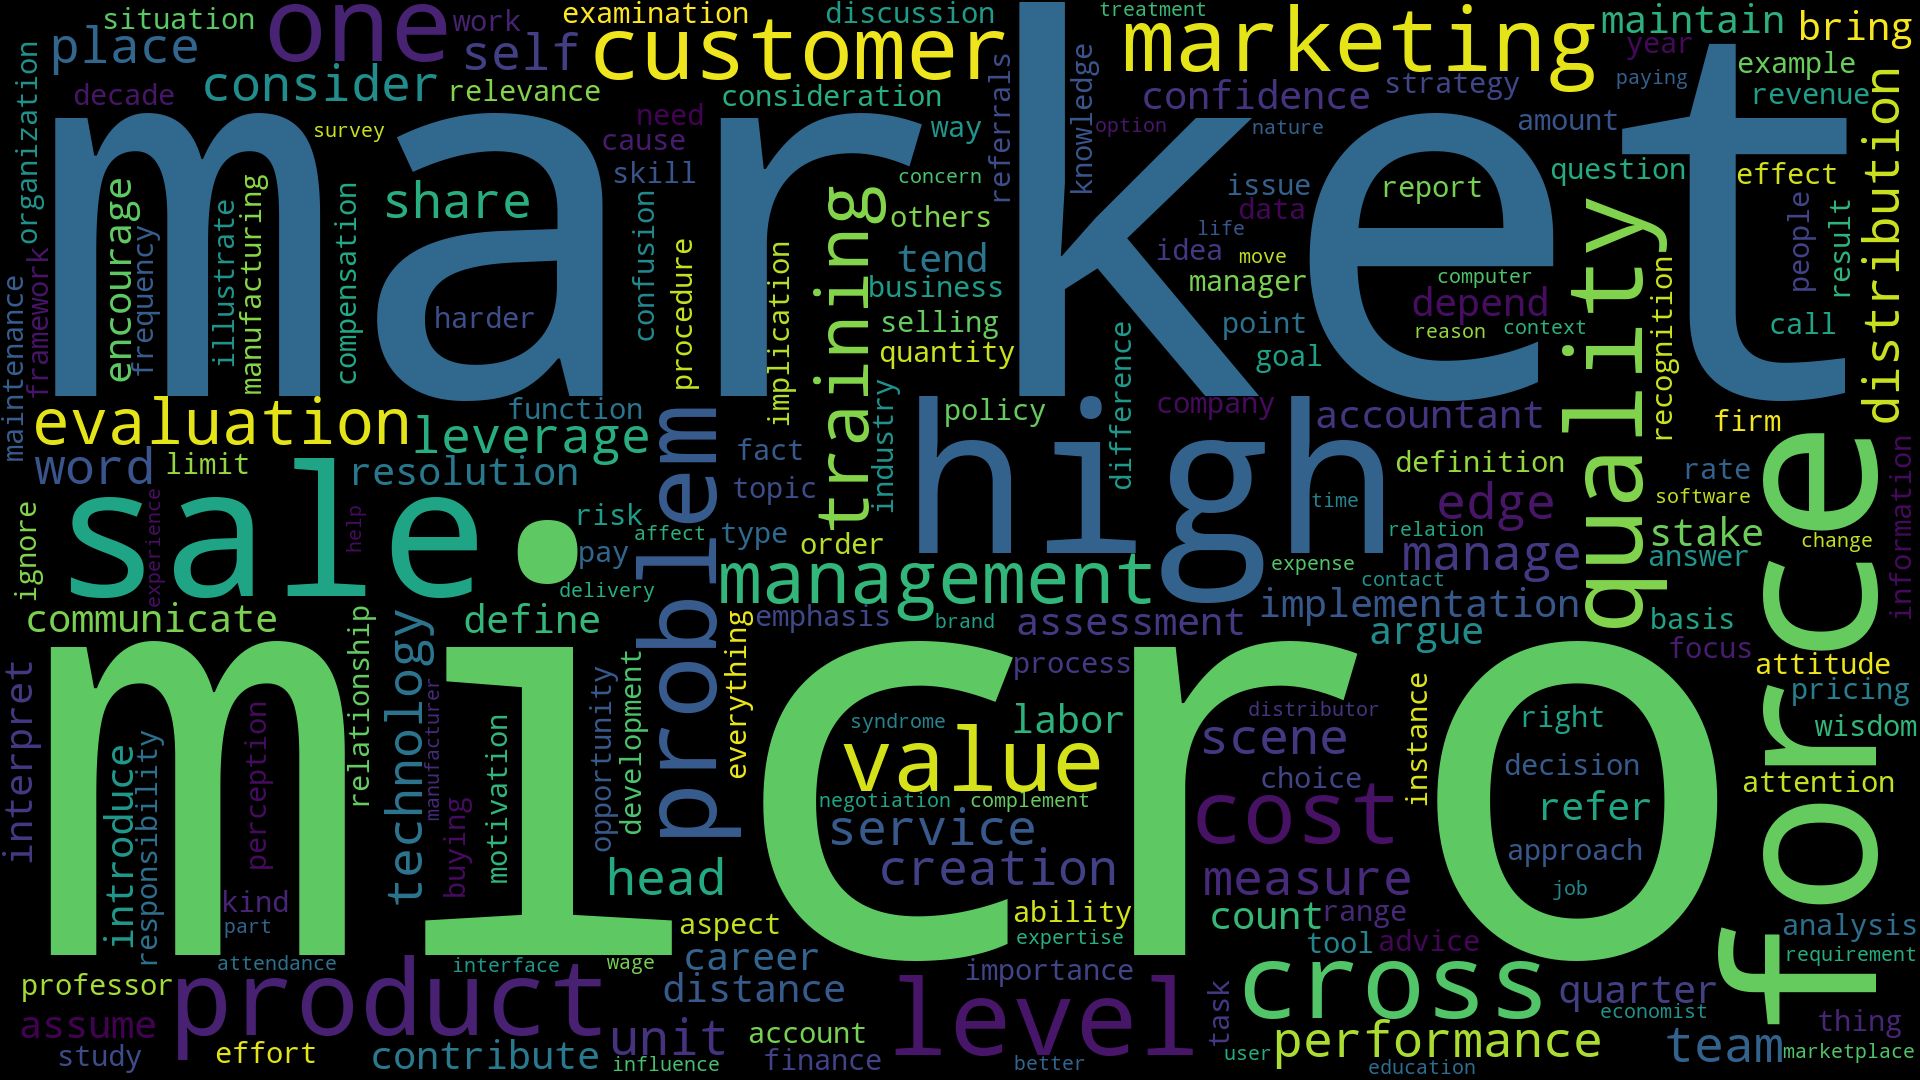 situation
one
work
examination
discussion
treatment
marketing
maintain
bring
place
self
customer
year
consider
relevance
consideration
referrals
knowledge
confidence
strategy
paying
example
revenue
organization
decade
survey
need
cause
way
option
nature
amount
distribution
market
skill
concern
issue
report
question
effect
encourage
frequency
illustrate
manufacturing
compensation
share
confusion
procedure
implication
training
others
data
life
idea
move
tend
business
manager
computer
depend
quality
recognition
people
result
maintenance
framework
harder
selling
quantity
difference
point
goal
reason
context
call
evaluation
function
leverage
problem
industry
policy
company
accountant
firm
word
limit
resolution
fact
topic
high
definition
edge
rate
software
information
ignore
experience
sale
help
risk
affect
type
order
time
relation
stake
change
force
pay
delivery
management
expense
manage
contact
answer
communicate
define
emphasis
brand
assessment
implementation
argue
basis
focus
interpret
relationship
technology
opportunity
development
everything
process
attitude
pricing
micro
introduce
responsibility
perception
manufacturer
buying
motivation
syndrome
labor
value
distributor
scene
instance
right
wisdom
choice
decision
attention
negotiation
complement
cost
refer
service
creation
approach
head
measure
job
kind
part
aspect
ability
expertise
count
range
tool
advice
analysis
requirement
attendance
interface
wage
career
importance
professor
product
distance
level
task
cross
quarter
economist
assume
unit
account
performance
team
thing
study
effort
contribute
influence
finance
better
user
education
marketplace